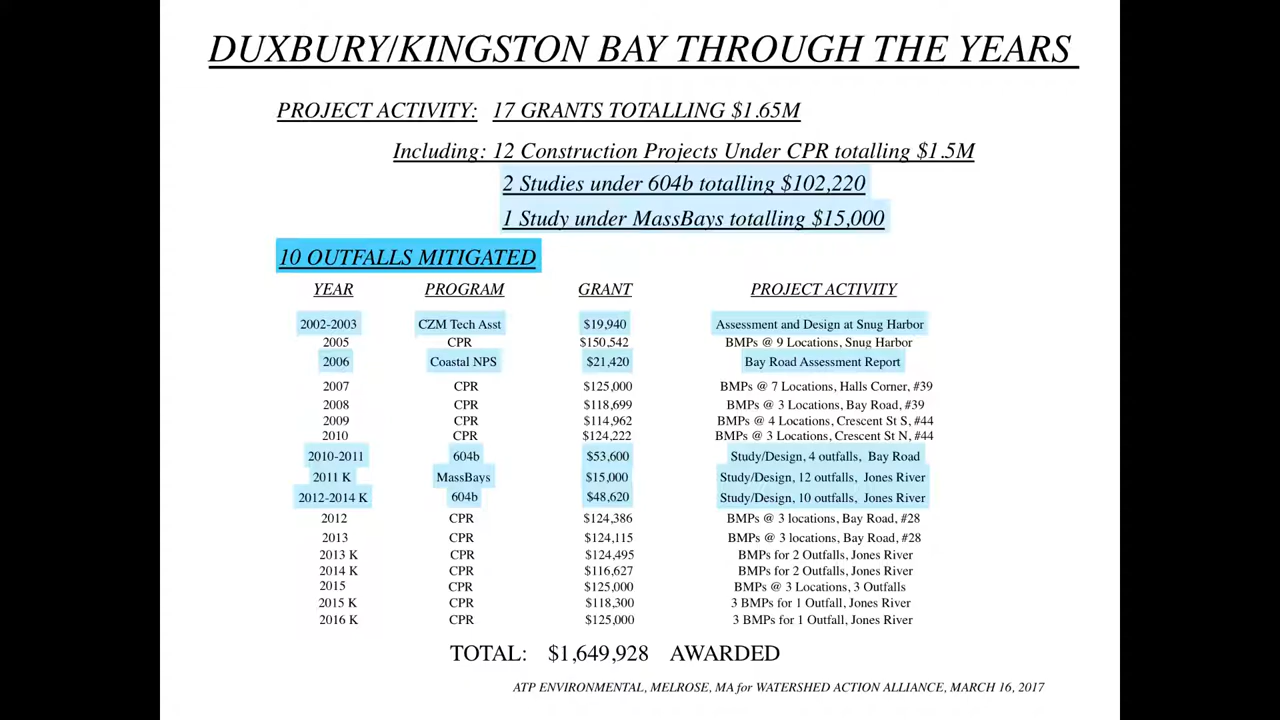 DUXBURY/KINGSTON BAY THROUGH THE YEARS
PROJECT ACTIVITY: 17 GRANTS TOTALLING $1.65M
Including: 12 Construction Projects Under CPR totalling $1.5M
2 Studies under 604b totalling $102,220
1 Study under MassBays totalling $15,000
10 OUTFALLS MITIGATED
YEAR PROGRAM GRANT PROJECT ACTIVITY
2002-2003 CZM Tech Asst $19,940 Assessment and Design at Snug Harbor
2005 CPR $150,542 BMPs @ 9 Locations, Snug Harbor
2006 Coastal NPS $21,420 Bay Road Assessment Report
2007 CPR $125,000 BMPs @ 7 Locations, Halls Corner, #39
2008 CPR $118,699 BMPs @ 3 Locations, Bay Road, #39
2009 CPR $114,962 BMPs @ 4 Locations, Crescent St S, #44
2010 CPR $124,222 BMPs @ 3 Locations, Crescent St N, #44
2010-2011 604b $53,600 Study/Design, 4 outfalls, Bay Road
2011 K MassBays $15,000 Study/Design, 12 outfalls, Jones River
2012-2014 K 604b $48,620 Study/Design, 10 outfalls, Jones River
2012 CPR $124,386 BMPs @ 3 locations, Bay Road, #28
2013 CPR $124,115 BMPs @ 3 locations, Bay Road, #28
2013 K CPR $124,495 BMPs for 2 Outfalls, Jones River
2014 K CPR $116,627 BMPs for 2 Outfalls, Jones River
2015 CPR $125,000 BMPs @ 3 Locations, 3 Outfalls
2015 K CPR $118,300 3 BMPs for 1 Outfall, Jones River
2016 K CPR $125,000 3 BMPs for 1 Outfall, Jones River
TOTAL: $1,649,928 AWARDED
ATP ENVIRONMENTAL, MELROSE, MA for WATERSHED ACTION ALLIANCE, MARCH 16, 2017